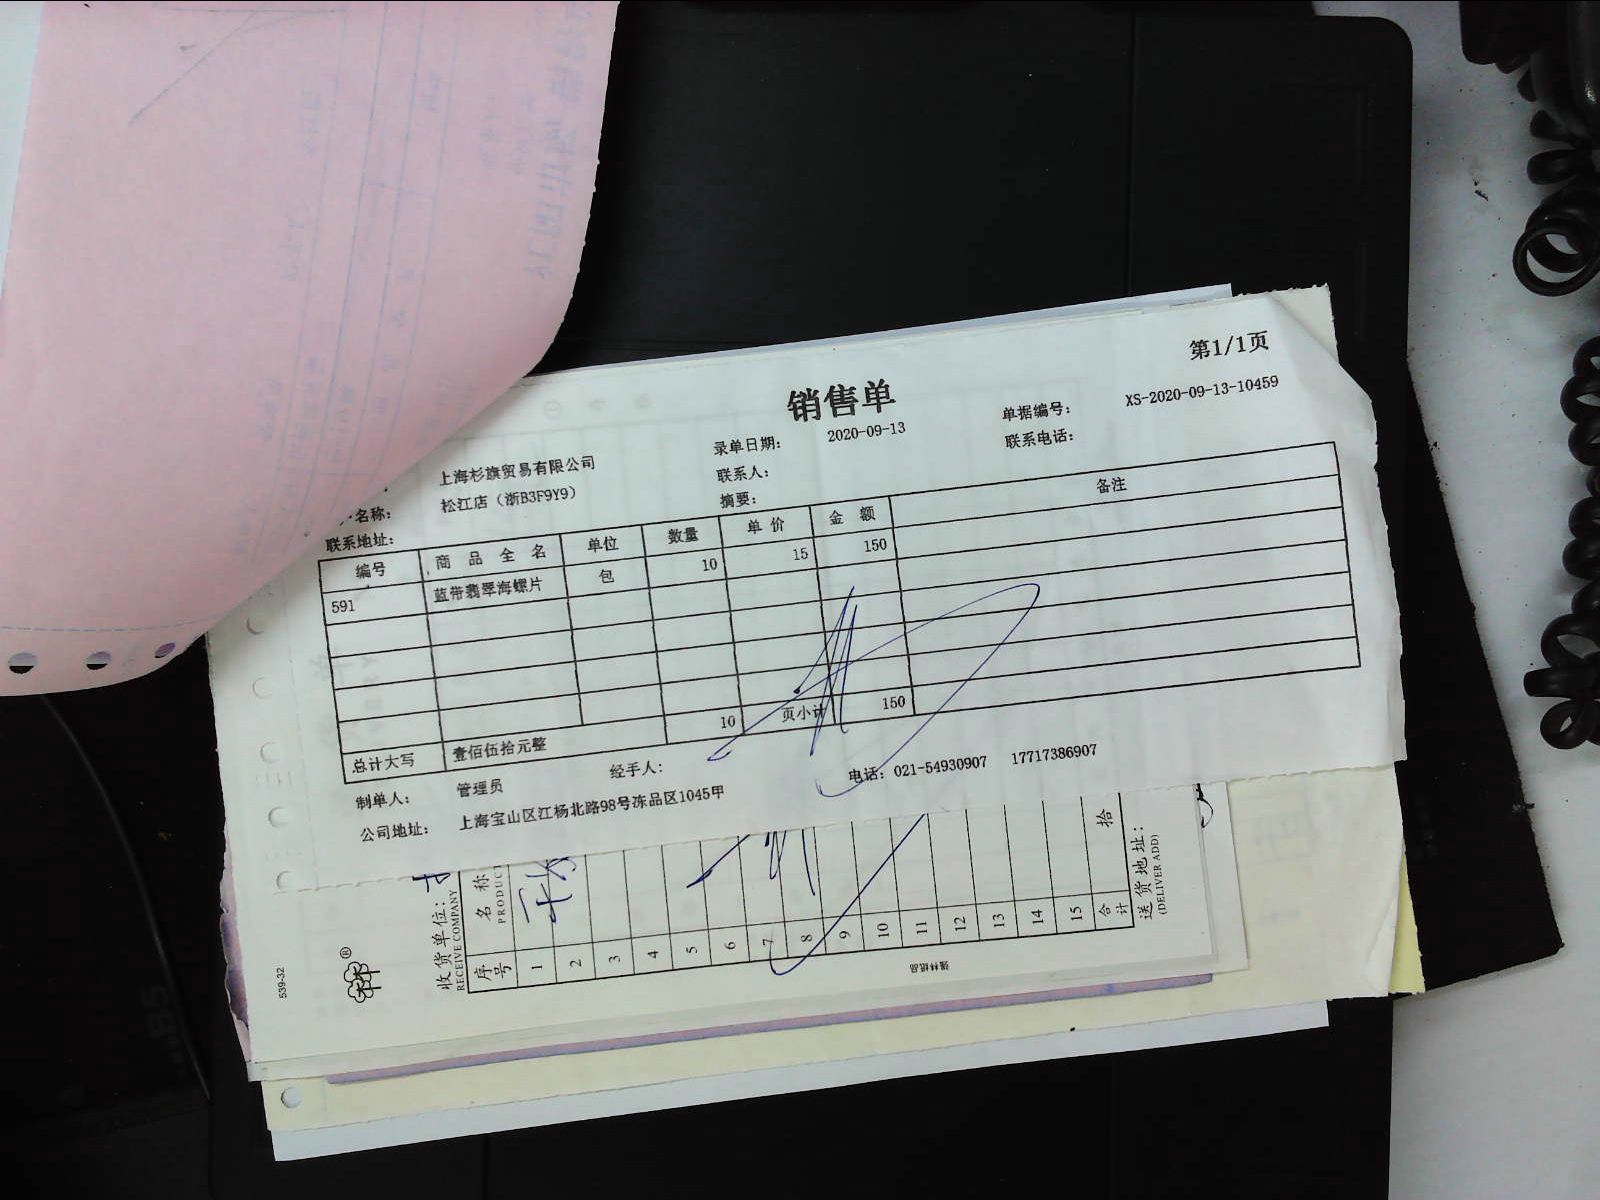 第1/1页
销售单
上海杉旗贸易有限公司 录单日期： 2020-09-13 单据编号： XS-2020-09-13-10459
名称： 松江店（浙B3F9Y9） 联系人： 联系电话：
联系地址： 摘要：
编号 商品全名 单位 数量 单价 金额 备注
591 蓝带翡翠海螺片 包 10 15 150
10 页小计 150
总计大写 壹佰伍拾元整
制单人： 管理员 经手人： 电话：021-54930907 17717386907
公司地址： 上海宝山区江杨北路98号冻品区1045甲
539-32
收货单位：
RECEIVE COMPANY
序号 名称
PRODUCT
1
2
3
4
5
6
7
8
9
10
11
12
13
14
15
合计 拾
送货地址：
(DELIVER ADD)
强林纸品
B5